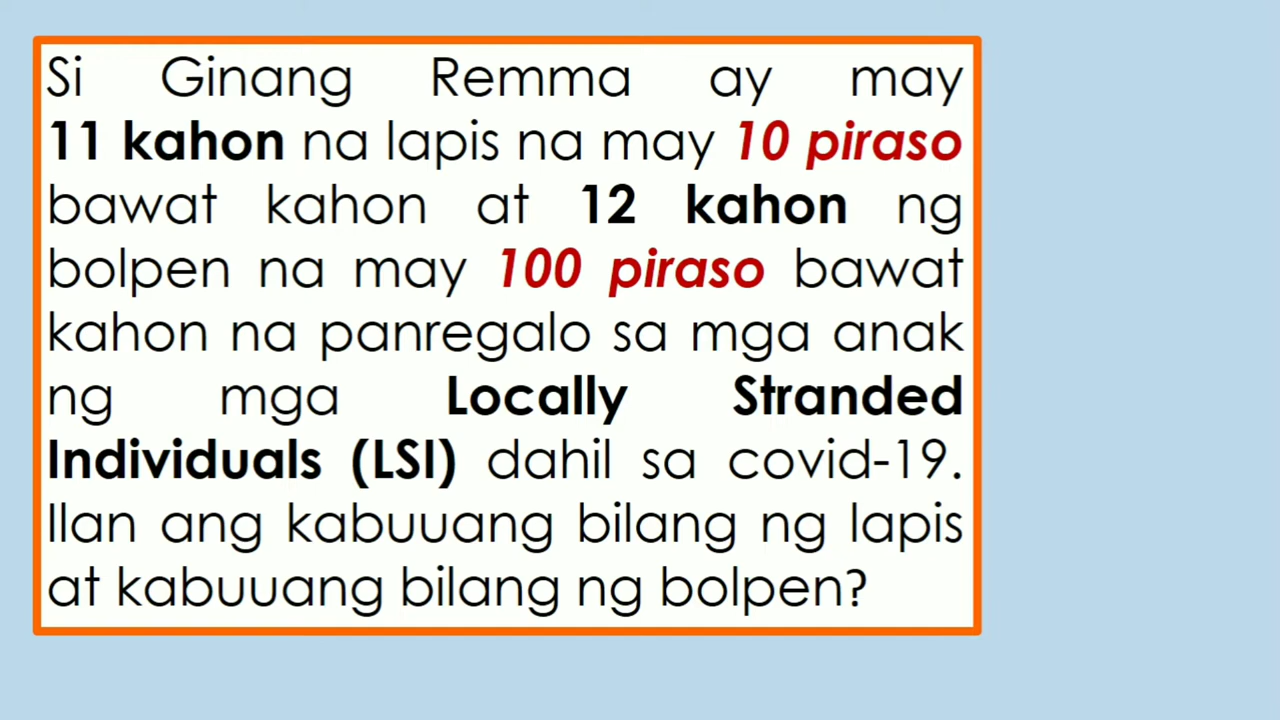 Si Ginang Remma ay may
11 kahon na lapis na may 10 piraso
bawat kahon at 12 kahon ng
bolpen na may 100 piraso bawat
kahon na panregalo sa mga anak
ng mga Locally Stranded
Individuals (LSI) dahil sa covid-19.
Ilan ang kabuuang bilang ng lapis
at kabuuang bilang ng bolpen?